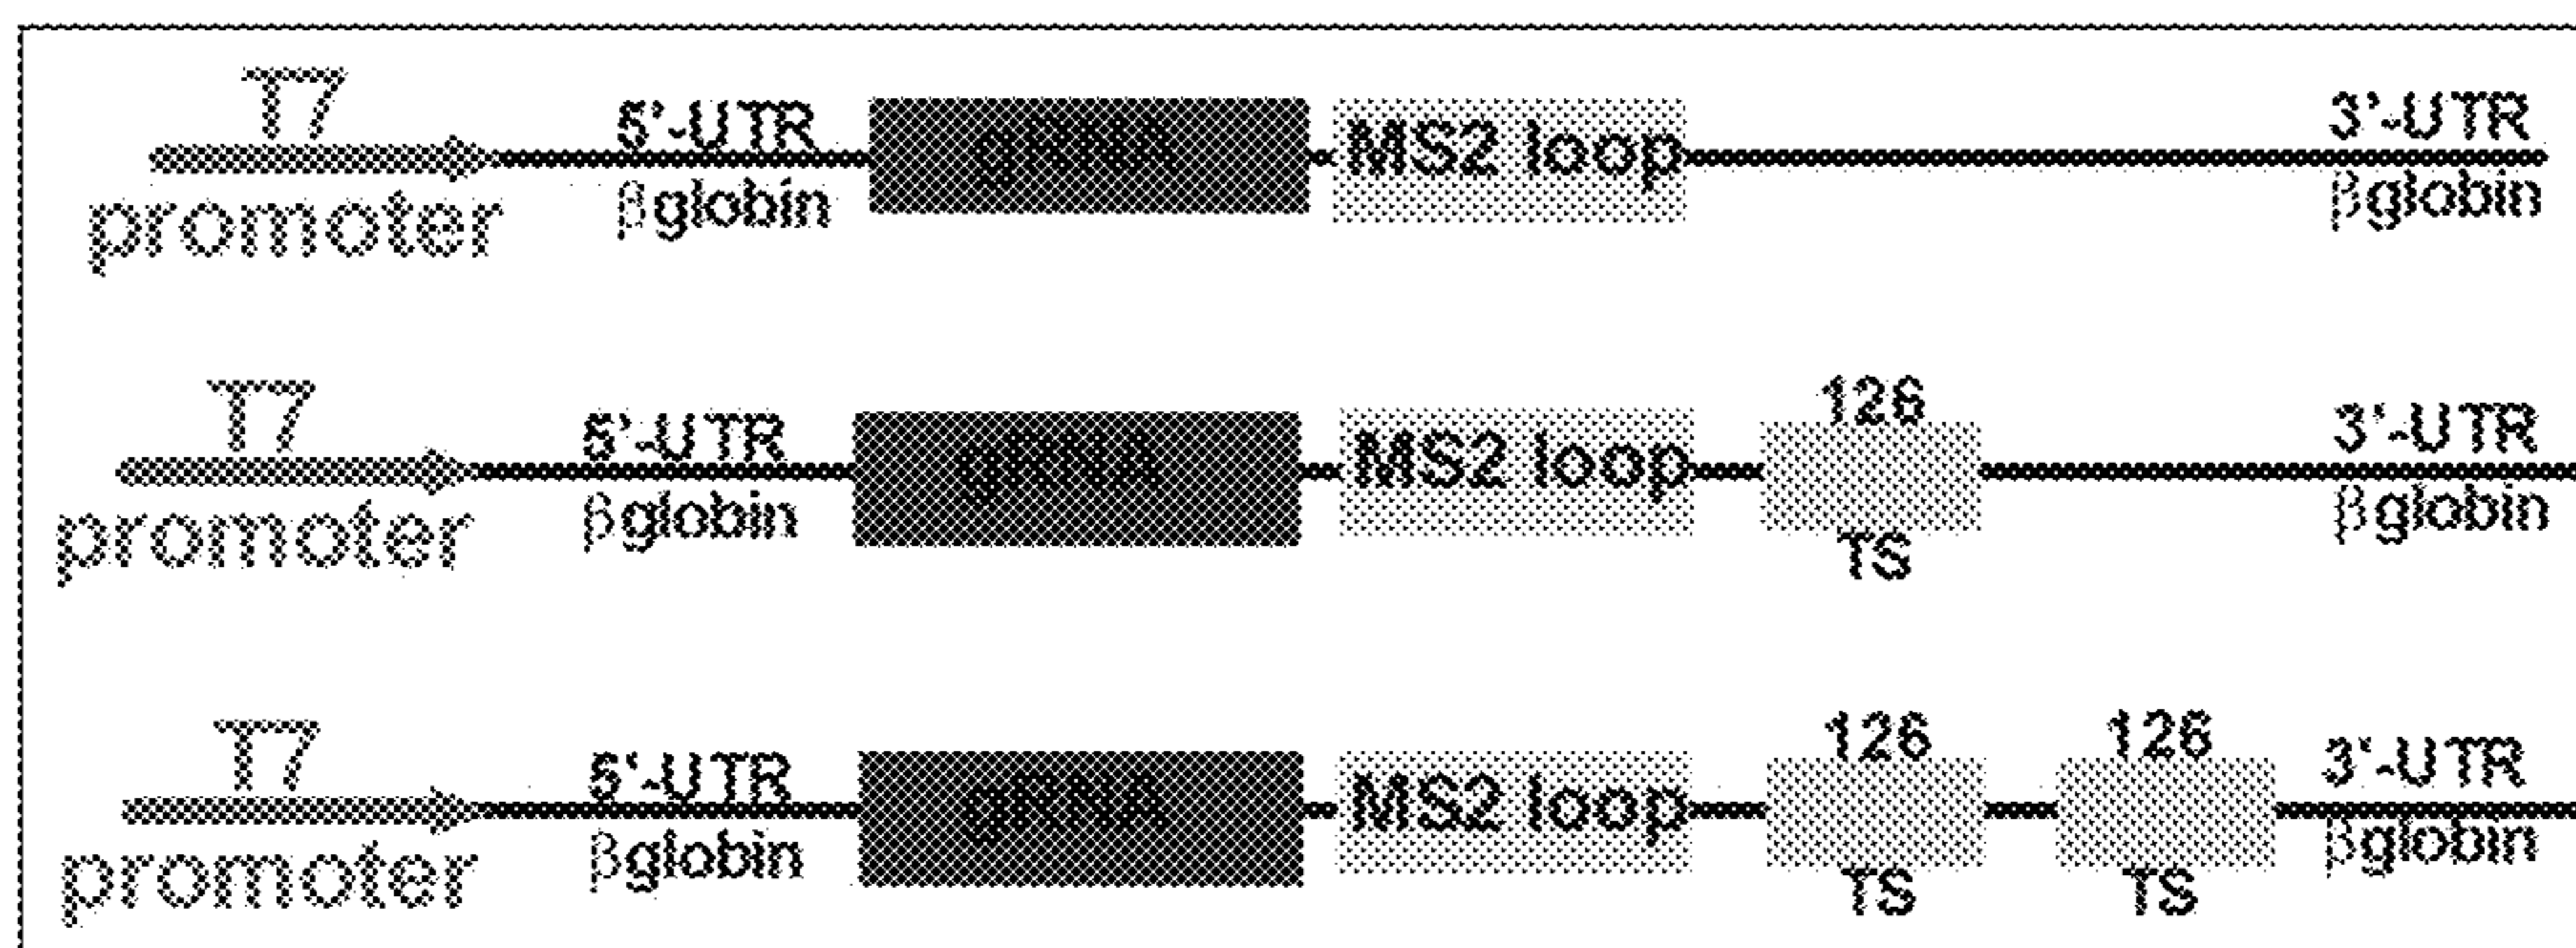 T7
promoter
5'-UTR
βglobin
gRNA
MS2 loop
3'-UTR
βglobin
T7
promoter
5'-UTR
βglobin
gRNA
MS2 loop
126
TS
3'-UTR
βglobin
T7
promoter
5'-UTR
βglobin
gRNA
MS2 loop
126
TS
126
TS
3'-UTR
βglobin